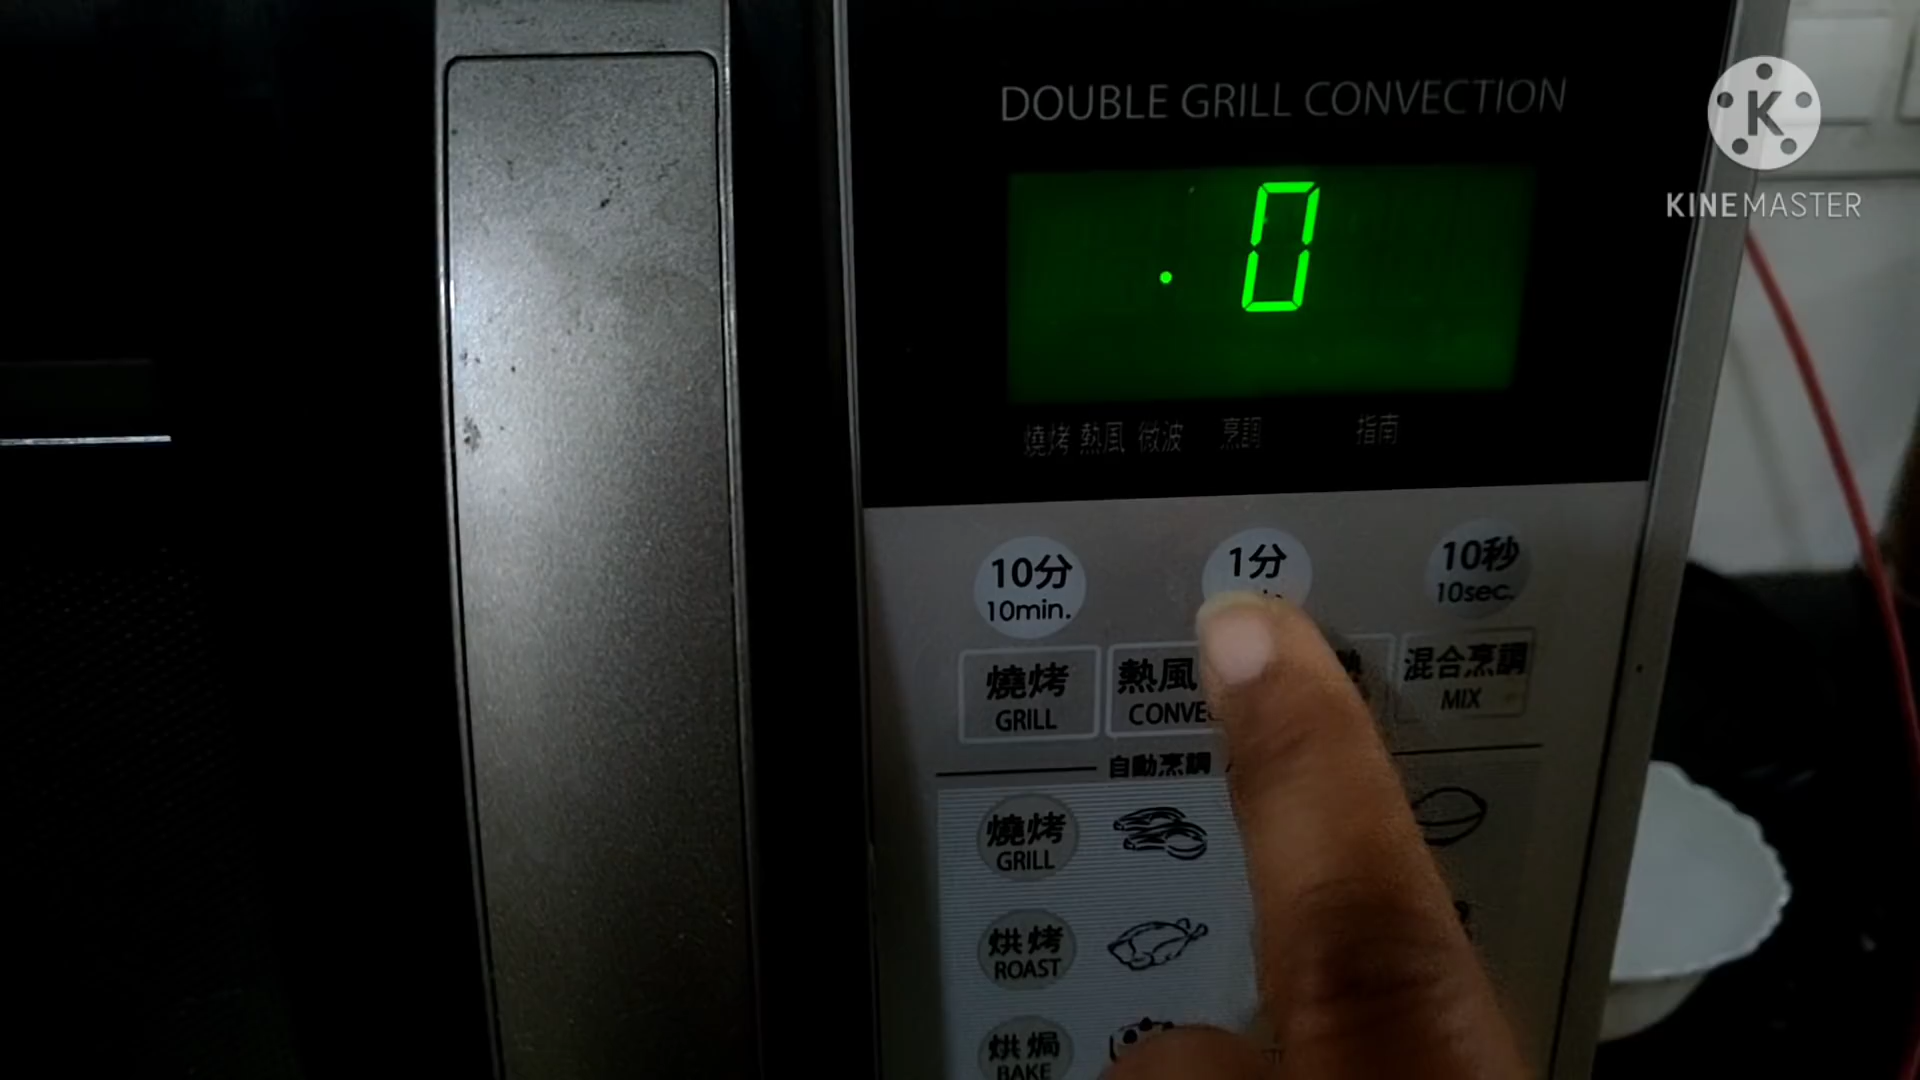 DOUBLE GRILL CONVECTION
K
KINEMASTER
. 0
燒烤 熱風 微波 烹調 指南
10分 1分 10秒
10min. 10sec.
燒烤 熱風 混合烹調
GRILL MIX
自動烹調
燒烤
GRILL
烘烤
ROAST
烘焗
BAKE